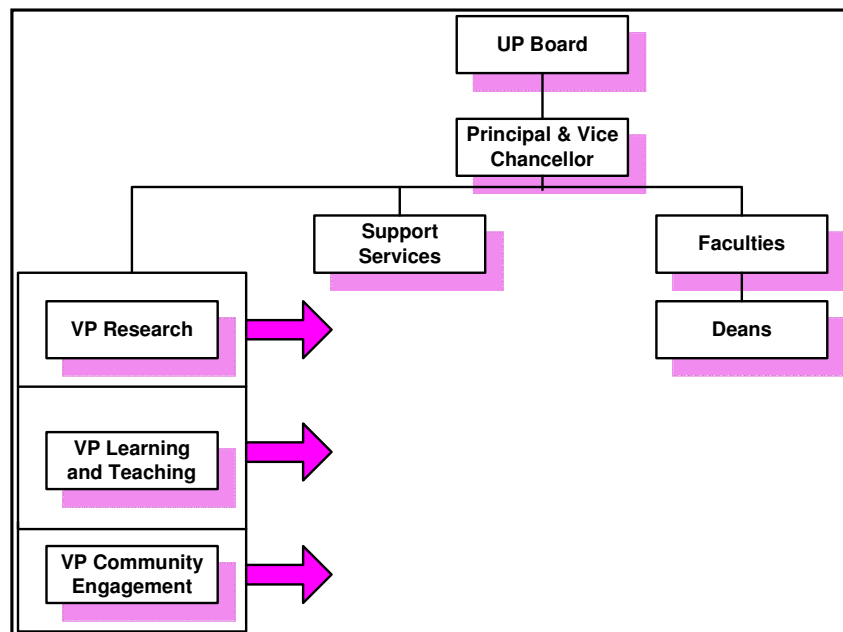 UP Board
Principal & Vice
Chancellor
Support
Services
Faculties
VP Research
Deans
VP Learning
and Teaching
VP Community
Engagement